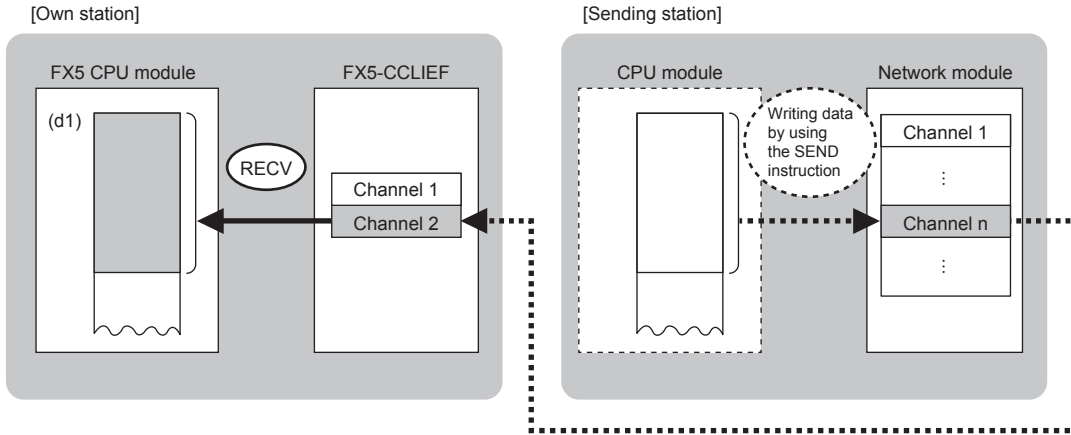 [Own station]
FX5 CPU module
FX5-CCLIEF
(d1)
RECV
Channel 1
Channel 2
[Sending station]
CPU module
Network module
Writing data
by using
the SEND
instruction
Channel 1
⋮
Channel n
⋮